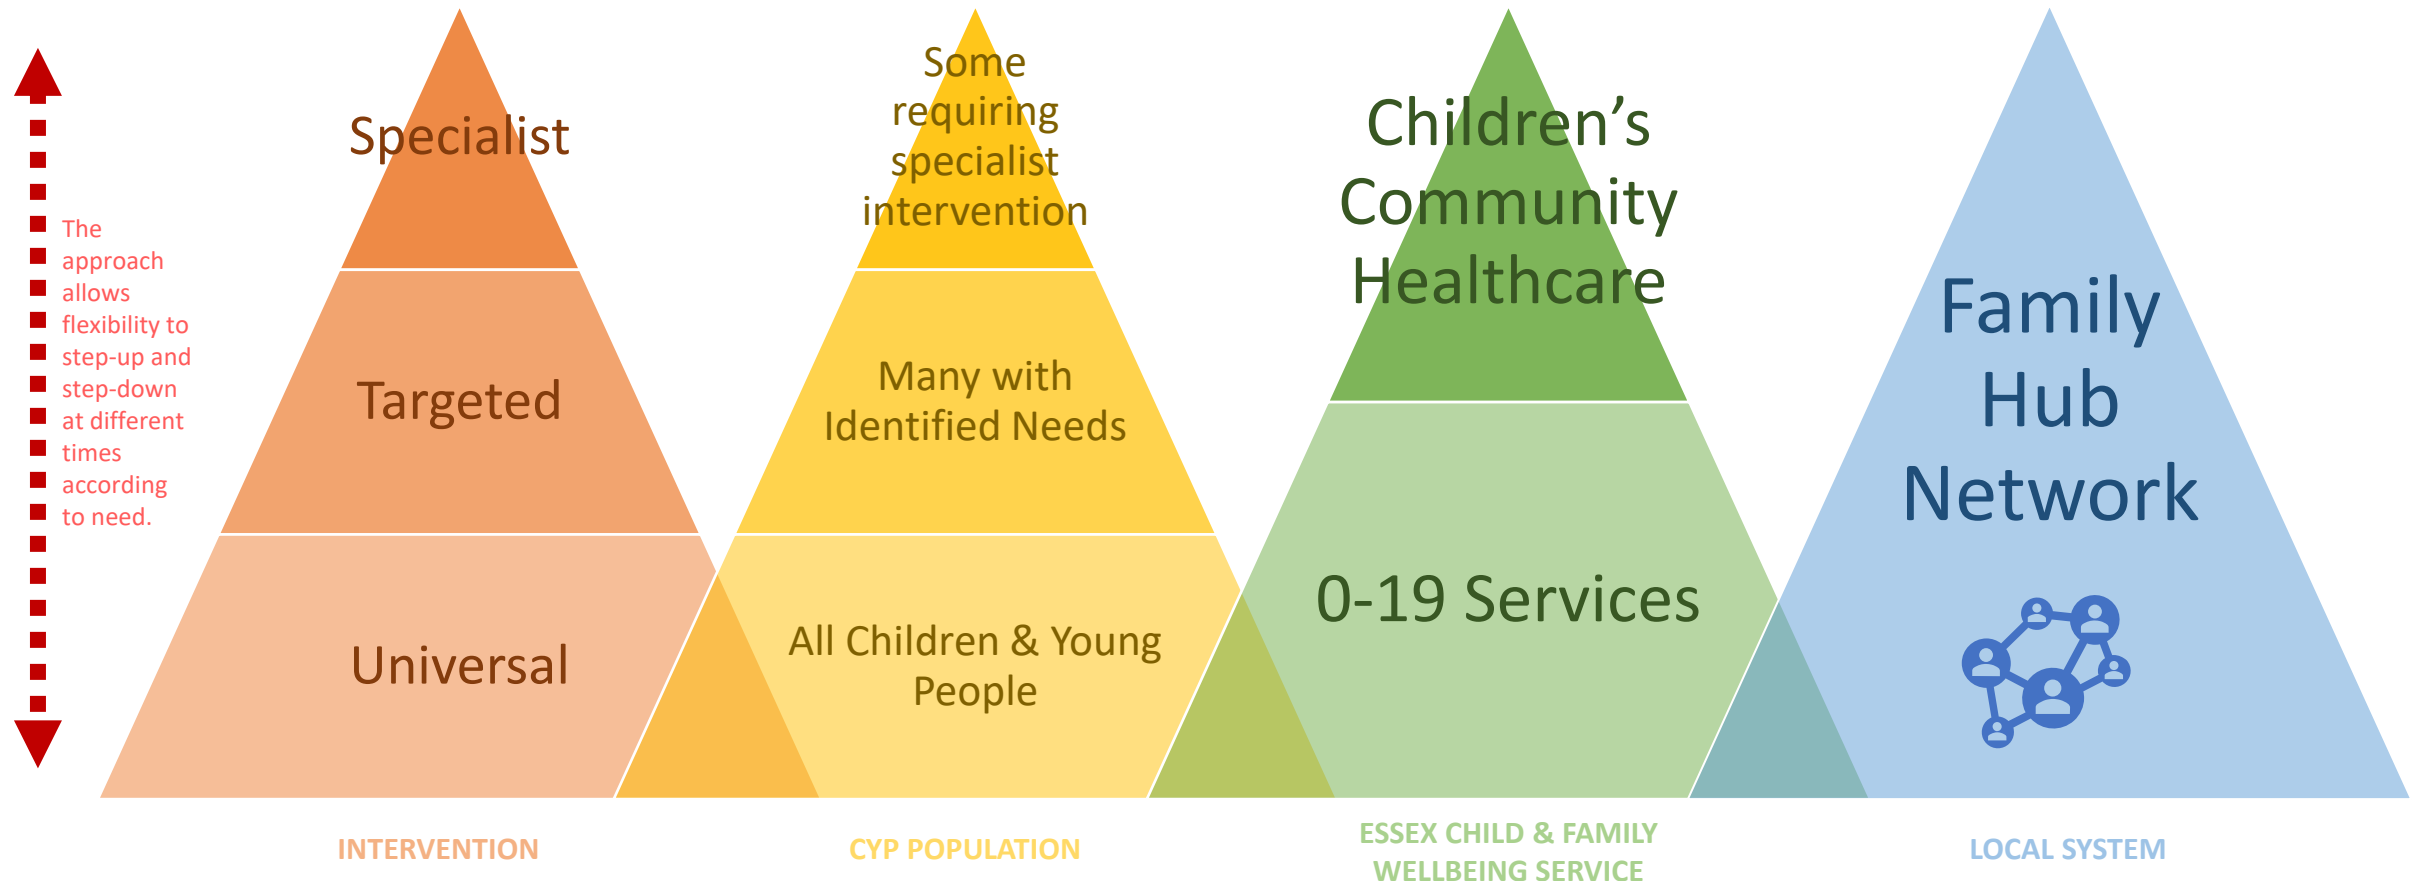 The
approach
allows
flexibility to
step-up and
step-down
at different
times
according
to need.
Specialist
Targeted
Universal
INTERVENTION
Some
requiring
specialist
intervention
Many with
Identified Needs
All Children & Young
People
CYP POPULATION
Children’s
Community
Healthcare
0-19 Services
ESSEX CHILD & FAMILY
WELLBEING SERVICE
Family
Hub
Network
LOCAL SYSTEM